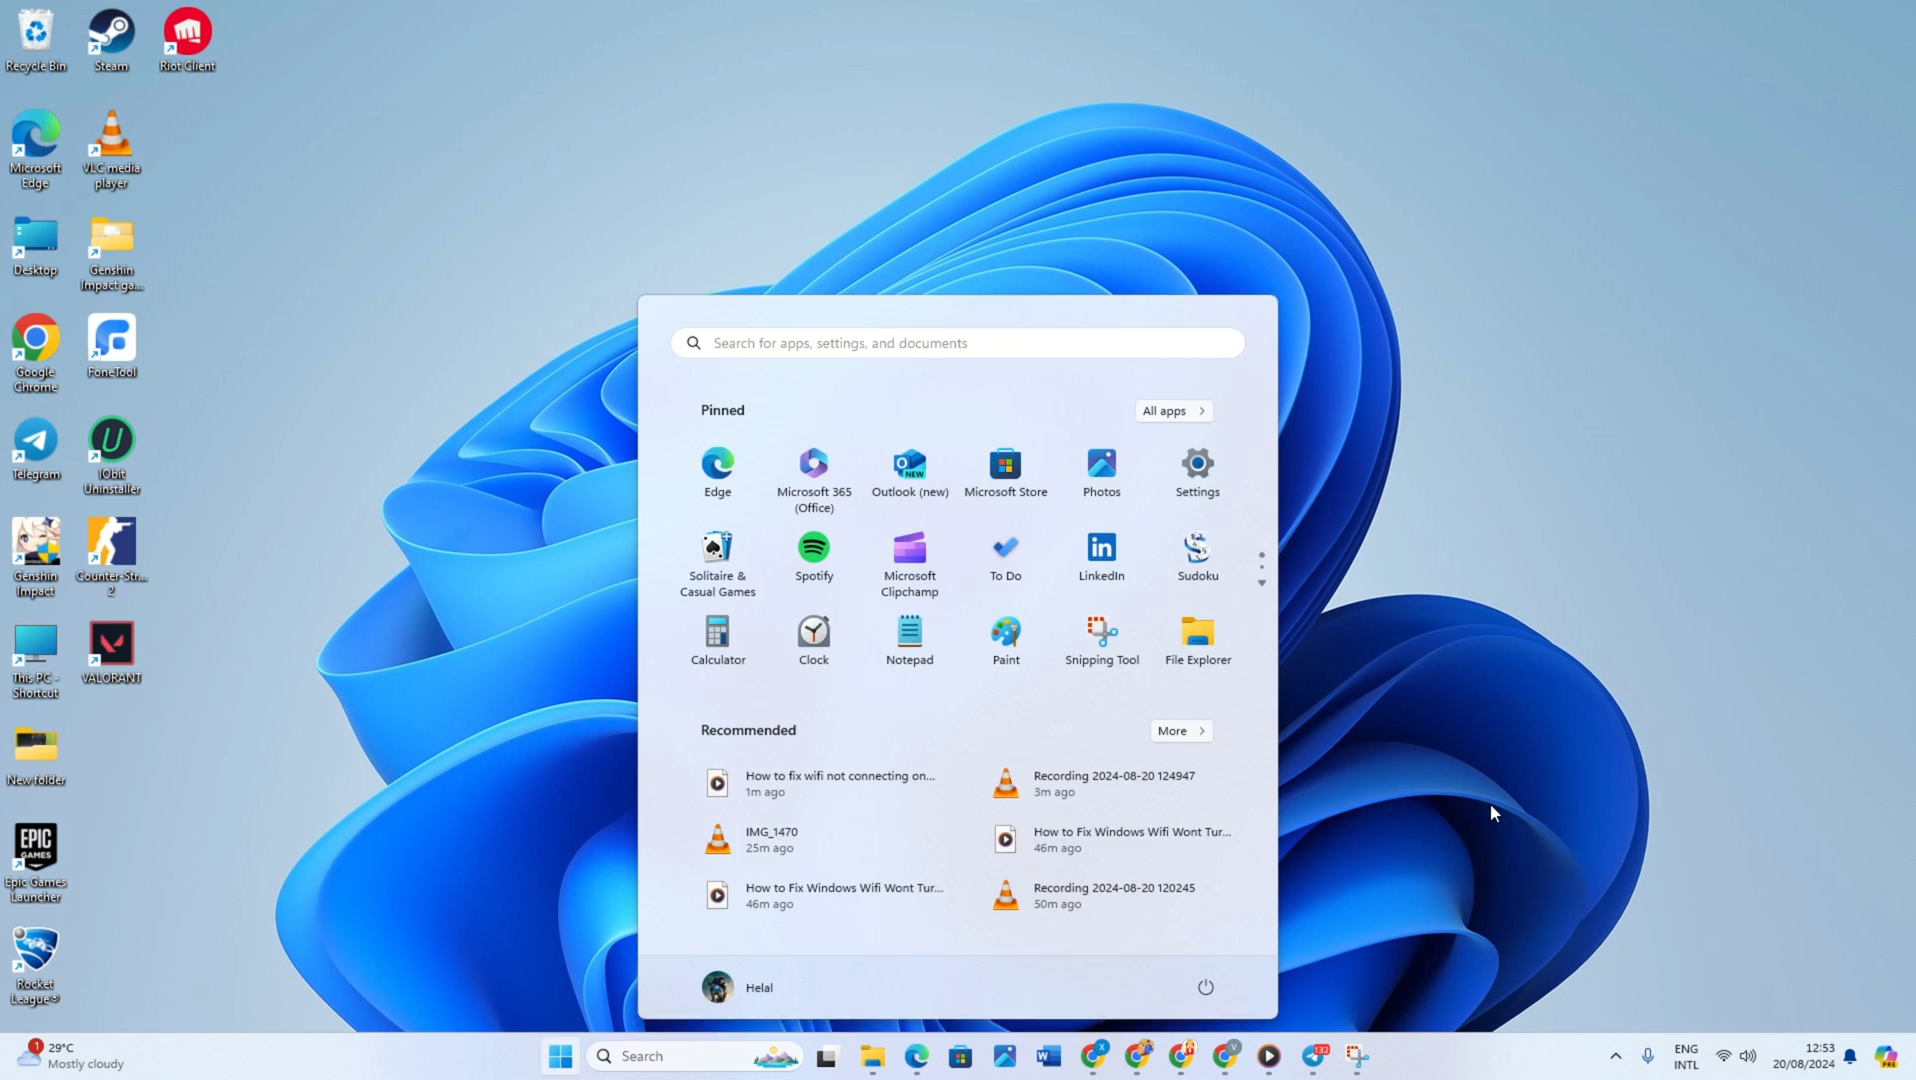 Recycle Bin
Steam
Riot Client
Microsoft
Edge
VLC media
player
Desktop
Genshin
Impact ga...
Google
Chrome
FoneTool
Telegram
IObit
Uninstaller
Genshin
Impact
Counter-Str...
2
This PC -
Shortcut
VALORANT
New folder
EPIC
GAMES
Epic Games
Launcher
Rocket
League®
Search for apps, settings, and documents
Pinned
All apps
Edge
Microsoft 365
(Office)
NEW
Outlook (new)
Microsoft Store
Photos
Settings
Solitaire &
Casual Games
Spotify
Microsoft
Clipchamp
To Do
LinkedIn
Sudoku
Calculator
Clock
Notepad
Paint
Snipping Tool
File Explorer
Recommended
More
How to fix wifi not connecting on...
1m ago
Recording 2024-08-20 124947
3m ago
IMG_1470
25m ago
How to Fix Windows Wifi Wont Tur...
46m ago
How to Fix Windows Wifi Wont Tur...
46m ago
Recording 2024-08-20 120245
50m ago
Helal
1
29°C
Mostly cloudy
Search
132
ENG
INTL
12:53
20/08/2024
PRE